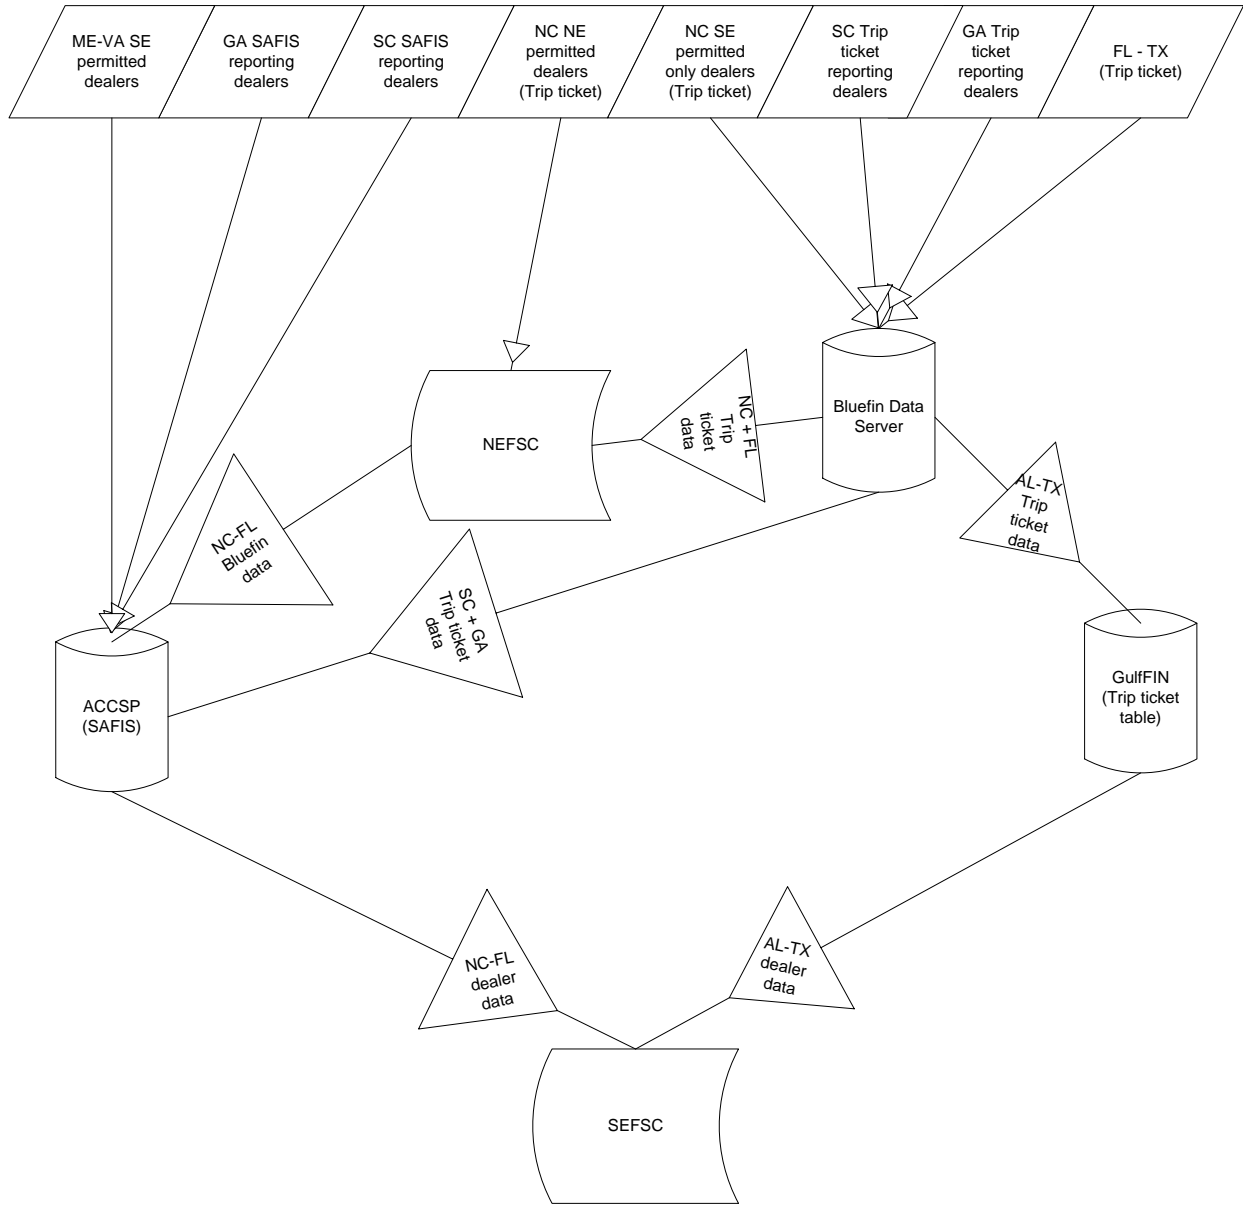 ME-VA SE
permitted
dealers
GA SAFIS
reporting
dealers
SC SAFIS
reporting
dealers
NC NE
permitted
dealers
(Trip ticket)
NC SE
permitted
only dealers
(Trip ticket)
SC Trip
ticket
reporting
dealers
GA Trip
ticket
reporting
dealers
FL - TX
(Trip ticket)
Bluefin Data
Server
NC + FL
Trip
ticket
data
NEFSC
AL-TX
Trip
ticket
data
NC-FL
Bluefin
data
SC + GA
Trip ticket
data
ACCSP
(SAFIS)
GulfFIN
(Trip ticket
table)
NC-FL
dealer
data
AL-TX
dealer
data
SEFSC